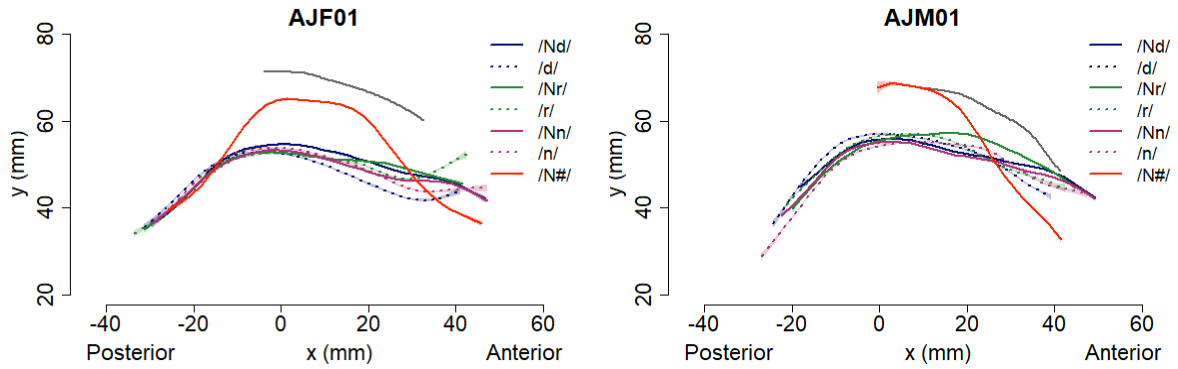 AJF01
80
60
40
20
y (mm)
/Nd/
/d/
/Nr/
/r/
/Nn/
/n/
/N#/
-40 -20 0 20 40 60
Posterior x (mm) Anterior
AJM01
80
60
40
20
y (mm)
/Nd/
/d/
/Nr/
/r/
/Nn/
/n/
/N#/
-40 -20 0 20 40 60
Posterior x (mm) Anterior